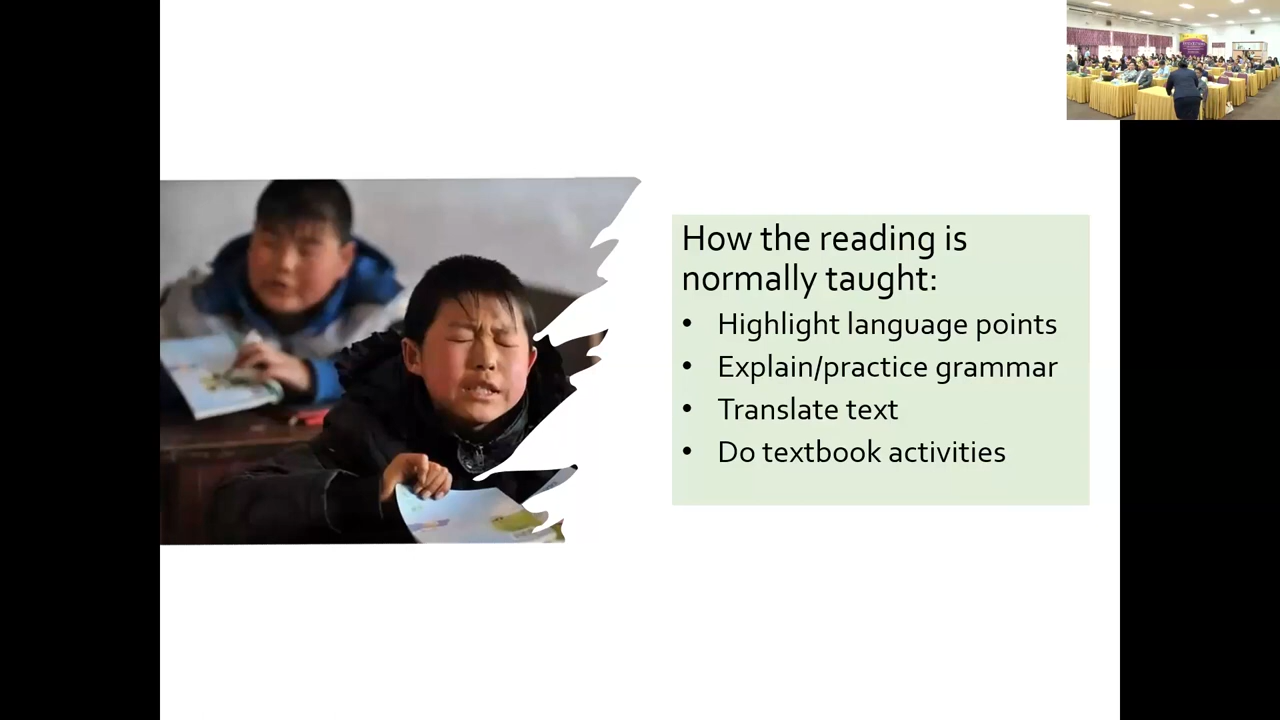 How the reading is
normally taught:
• Highlight language points
• Explain/practice grammar
• Translate text
• Do textbook activities